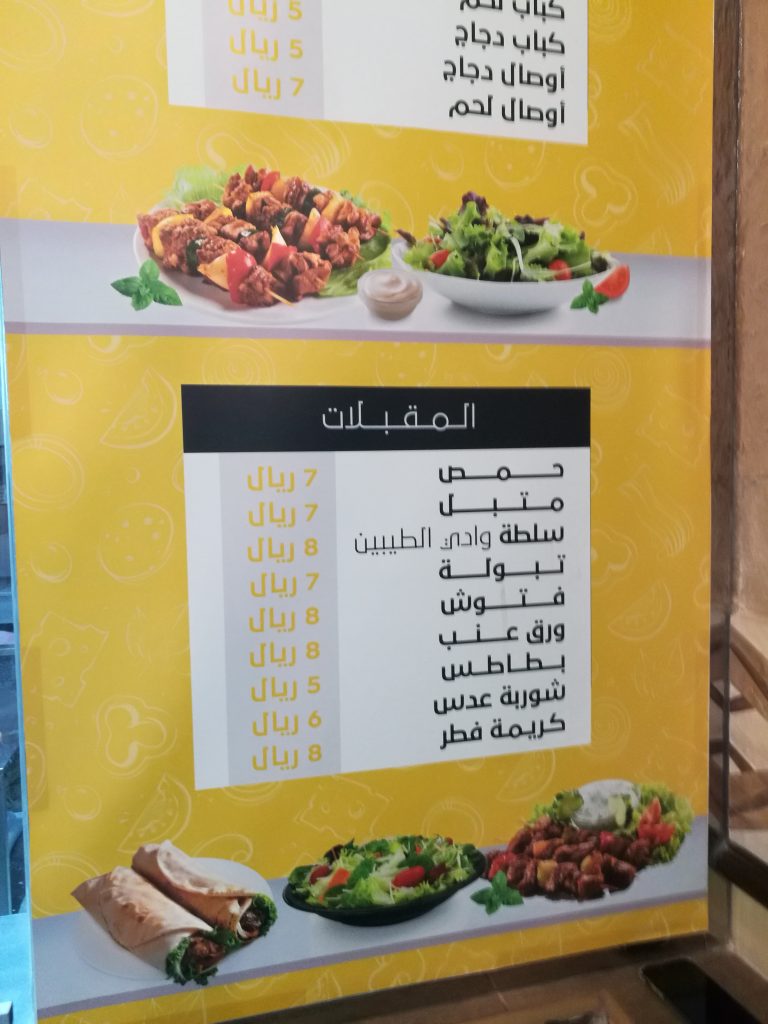 كباب لحم 5 ريال
كباب دجاج 5 ريال
أوصال دجاج 7 ريال
أوصال لحم
المقبلات
حمص 7 ريال
متبل 7 ريال
سلطة وادي الطيبين 8 ريال
تبولة 7 ريال
فتوش 8 ريال
ورق عنب 8 ريال
بطاطس 5 ريال
شوربة عدس 6 ريال
كريمة فطر 8 ريال